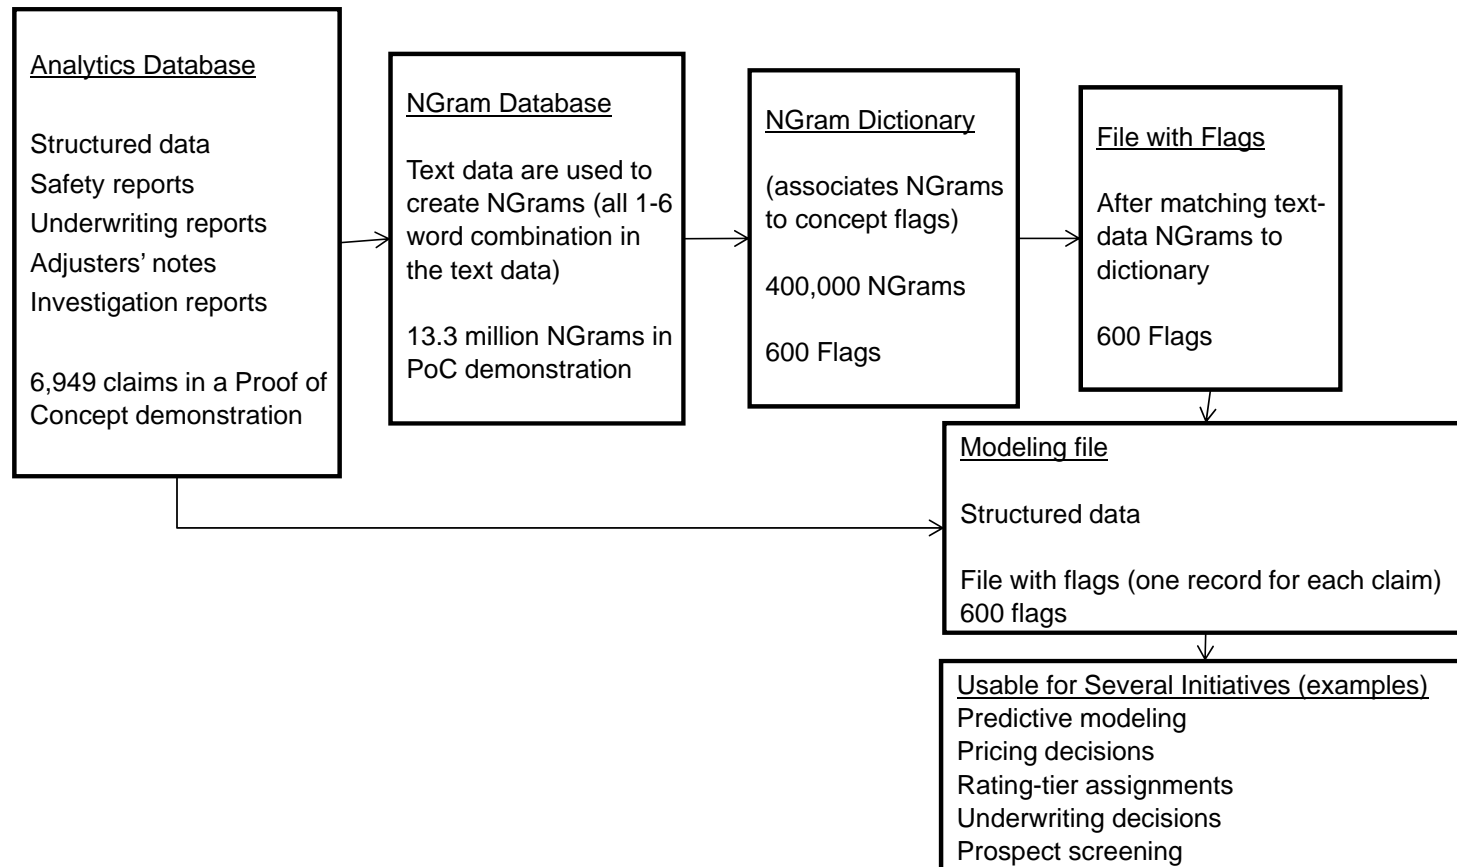 Analytics Database
Structured data
Safety reports
Underwriting reports
Adjusters’ notes
Investigation reports
6,949 claims in a Proof of
Concept demonstration
NGram Database
Text data are used to
create NGrams (all 1-6
word combination in
the text data)
13.3 million NGrams in
PoC demonstration
NGram Dictionary
(associates NGrams
to concept flags)
400,000 NGrams
600 Flags
File with Flags
After matching text-
data NGrams to
dictionary
600 Flags
Modeling file
Structured data
File with flags (one record for each claim)
600 flags
Usable for Several Initiatives (examples)
Predictive modeling
Pricing decisions
Rating-tier assignments
Underwriting decisions
Prospect screening